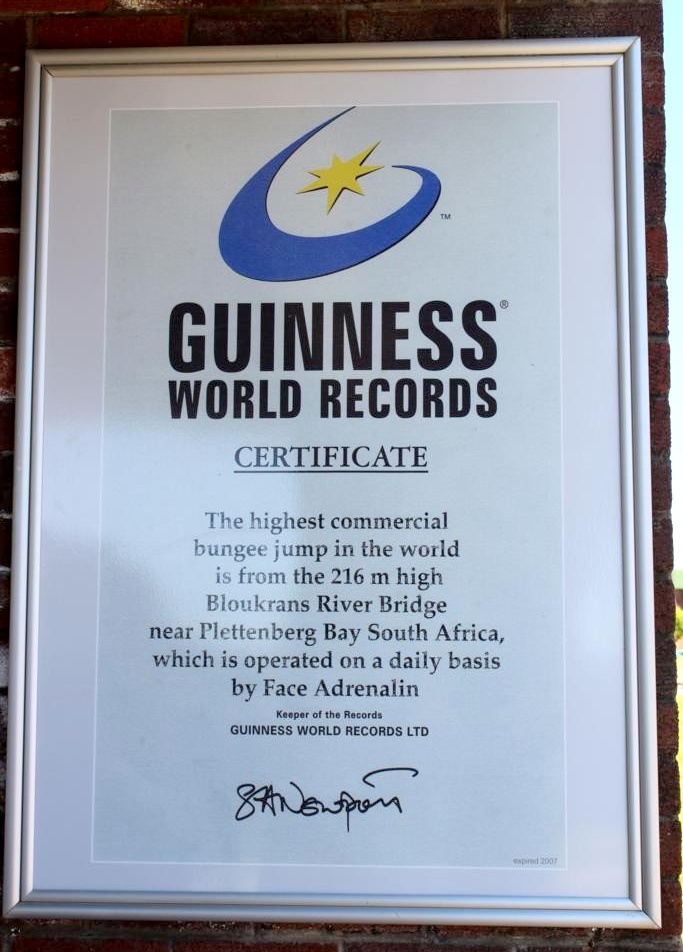 ™
GUINNESS®
WORLD RECORDS
CERTIFICATE
The highest commercial
bungee jump in the world
is from the 216 m high
Bloukrans River Bridge
near Plettenberg Bay South Africa,
which is operated on a daily basis
by Face Adrenalin
Keeper of the Records
GUINNESS WORLD RECORDS LTD
expired 2007